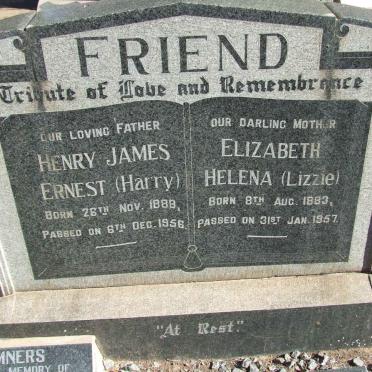 FRIEND
Tribute of Love and Remembrance
OUR LOVING FATHER
HENRY JAMES
ERNEST (Harry)
BORN 26TH NOV. 1889,
PASSED ON 6TH DEC. 1956.
OUR DARLING MOTHER
ELIZABETH
HELENA (Lizzie)
BORN 8TH AUG. 1883,
PASSED ON 31ST JAN. 1957.
"At Rest."
MNERS
MEMORY OF